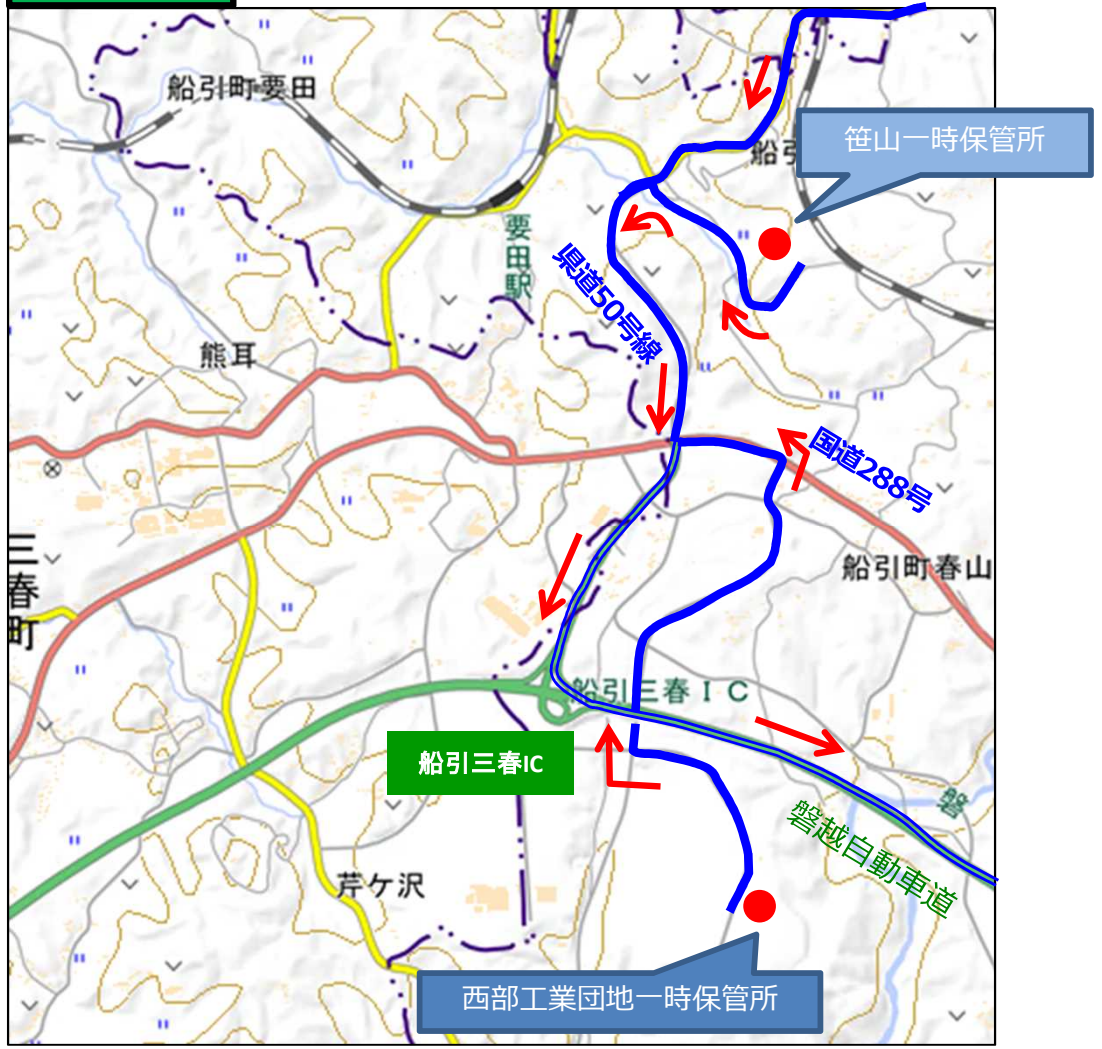 船引町要田
笹山一時保管所
船引
要田駅
県道50号線
熊耳
国道288号
船引町春山
三春町
船引三春ＩＣ
船引三春IC
磐
磐越自動車道
芹ケ沢
西部工業団地一時保管所